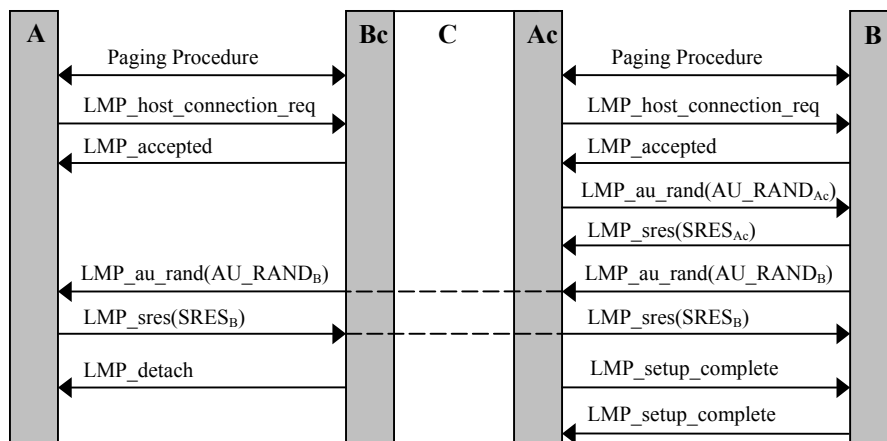 A Bc C Ac B
Paging Procedure Paging Procedure
LMP_host_connection_req LMP_host_connection_req
LMP_accepted LMP_accepted
LMP_au_rand(AU_RANDAc)
LMP_sres(SRESAc)
LMP_au_rand(AU_RANDB) LMP_au_rand(AU_RANDB)
LMP_sres(SRESB) LMP_sres(SRESB)
LMP_detach LMP_setup_complete
LMP_setup_complete